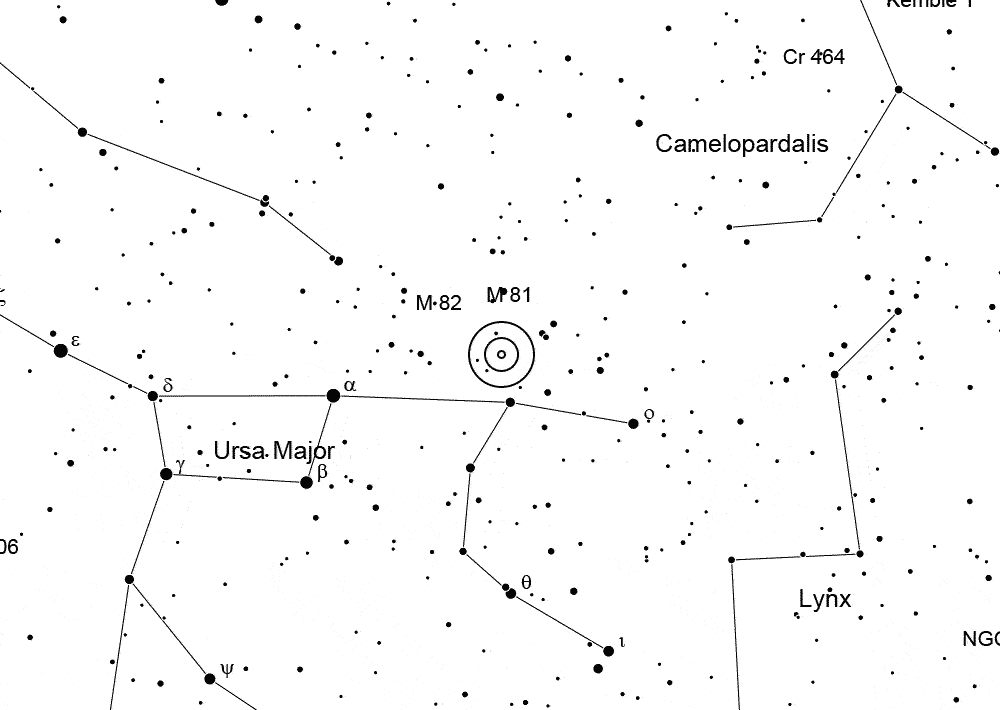 Kemble 1
Cr 464
Camelopardalis
M 82
M 81
ε
δ
α
ο
Ursa Major
γ
β
06
θ
Lynx
ι
NGC
ψ